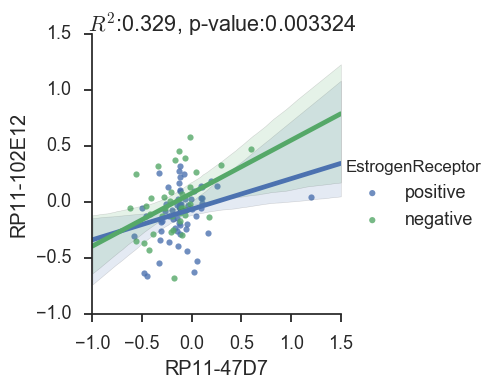 R²:0.329, p-value:0.003324
1.5
1.0
0.5
0.0
−0.5
−1.0
RP11-102E12
−1.0 −0.5 0.0 0.5 1.0 1.5
RP11-47D7
EstrogenReceptor
positive
negative